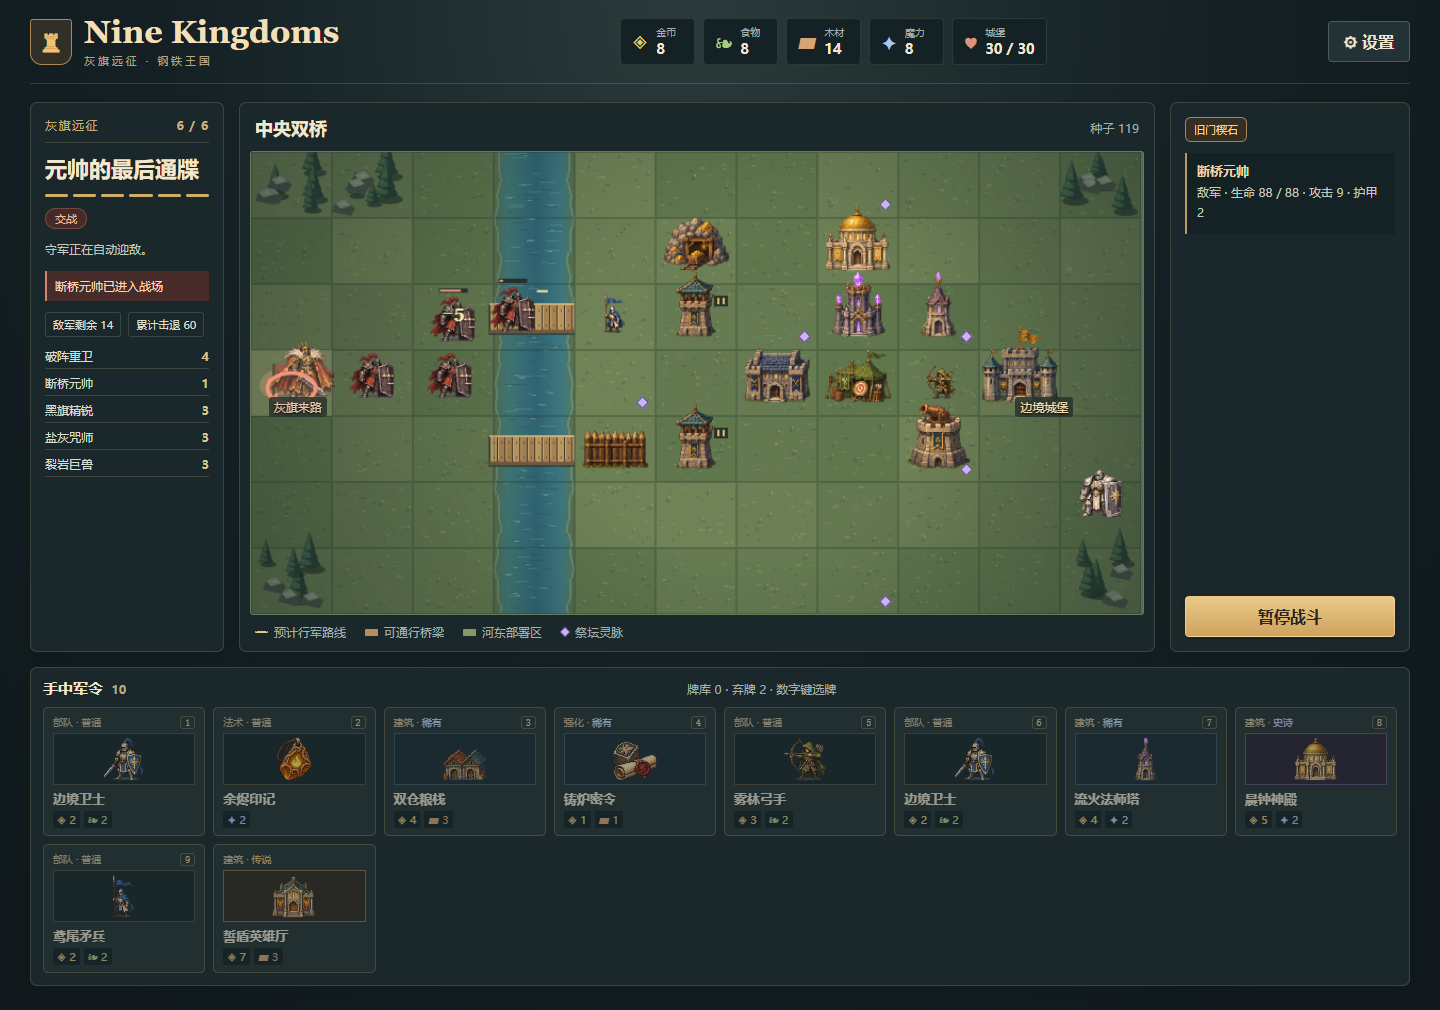 Nine Kingdoms
灰旗远征 · 钢铁王国
金币
8
食物
8
木材
14
魔力
8
城堡
30 / 30
设置
灰旗远征 6 / 6
元帅的最后通牒
交战
守军正在自动迎敌。
断桥元帅已进入战场
敌军剩余 14 累计击退 60
破阵重卫 4
断桥元帅 1
黑旗精锐 3
盐灰咒师 3
裂岩巨兽 3
中央双桥 种子 119
−5
灰旗来路
边境城堡
预计行军路线 可通行桥梁 河东部署区 祭坛灵脉
旧门楔石
断桥元帅
敌军 · 生命 88 / 88 · 攻击 9 · 护甲
2
暂停战斗
手中军令 10 牌库 0 · 弃牌 2 · 数字键选牌
部队 · 普通 1
边境卫士
2 2
法术 · 普通 2
余烬印记
2
建筑 · 稀有 3
双仓粮栈
4 3
强化 · 稀有 4
铸炉密令
1 1
部队 · 普通 5
雾林弓手
3 2
部队 · 普通 6
边境卫士
2 2
建筑 · 稀有 7
流火法师塔
4 2
建筑 · 史诗 8
晨钟神殿
5 2
部队 · 普通 9
鸢尾矛兵
2 2
建筑 · 传说
誓盾英雄厅
7 3